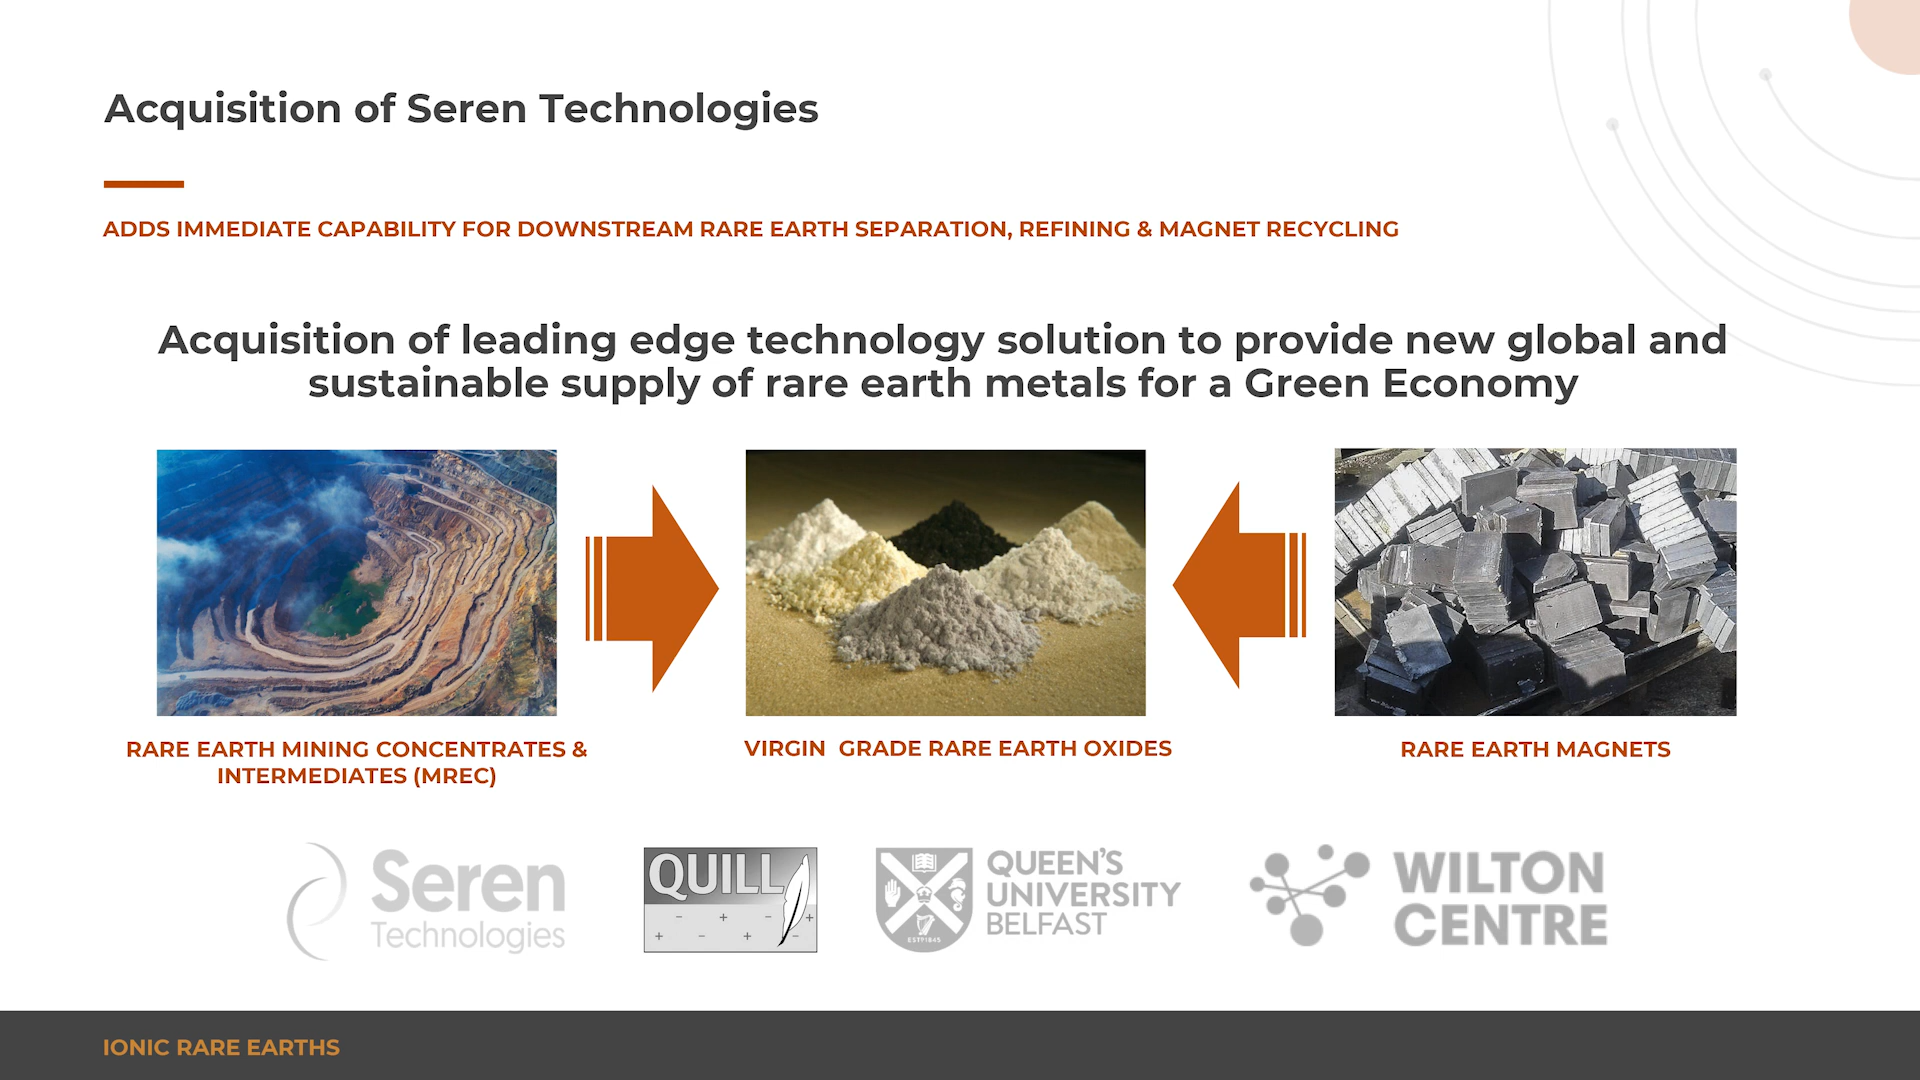 Acquisition of Seren Technologies
ADDS IMMEDIATE CAPABILITY FOR DOWNSTREAM RARE EARTH SEPARATION, REFINING & MAGNET RECYCLING
Acquisition of leading edge technology solution to provide new global and
sustainable supply of rare earth metals for a Green Economy
RARE EARTH MINING CONCENTRATES &
INTERMEDIATES (MREC)
VIRGIN  GRADE RARE EARTH OXIDES
RARE EARTH MAGNETS
Seren
Technologies
QUILL
QUEEN'S
UNIVERSITY
BELFAST
ESTD1845
WILTON
CENTRE
IONIC RARE EARTHS